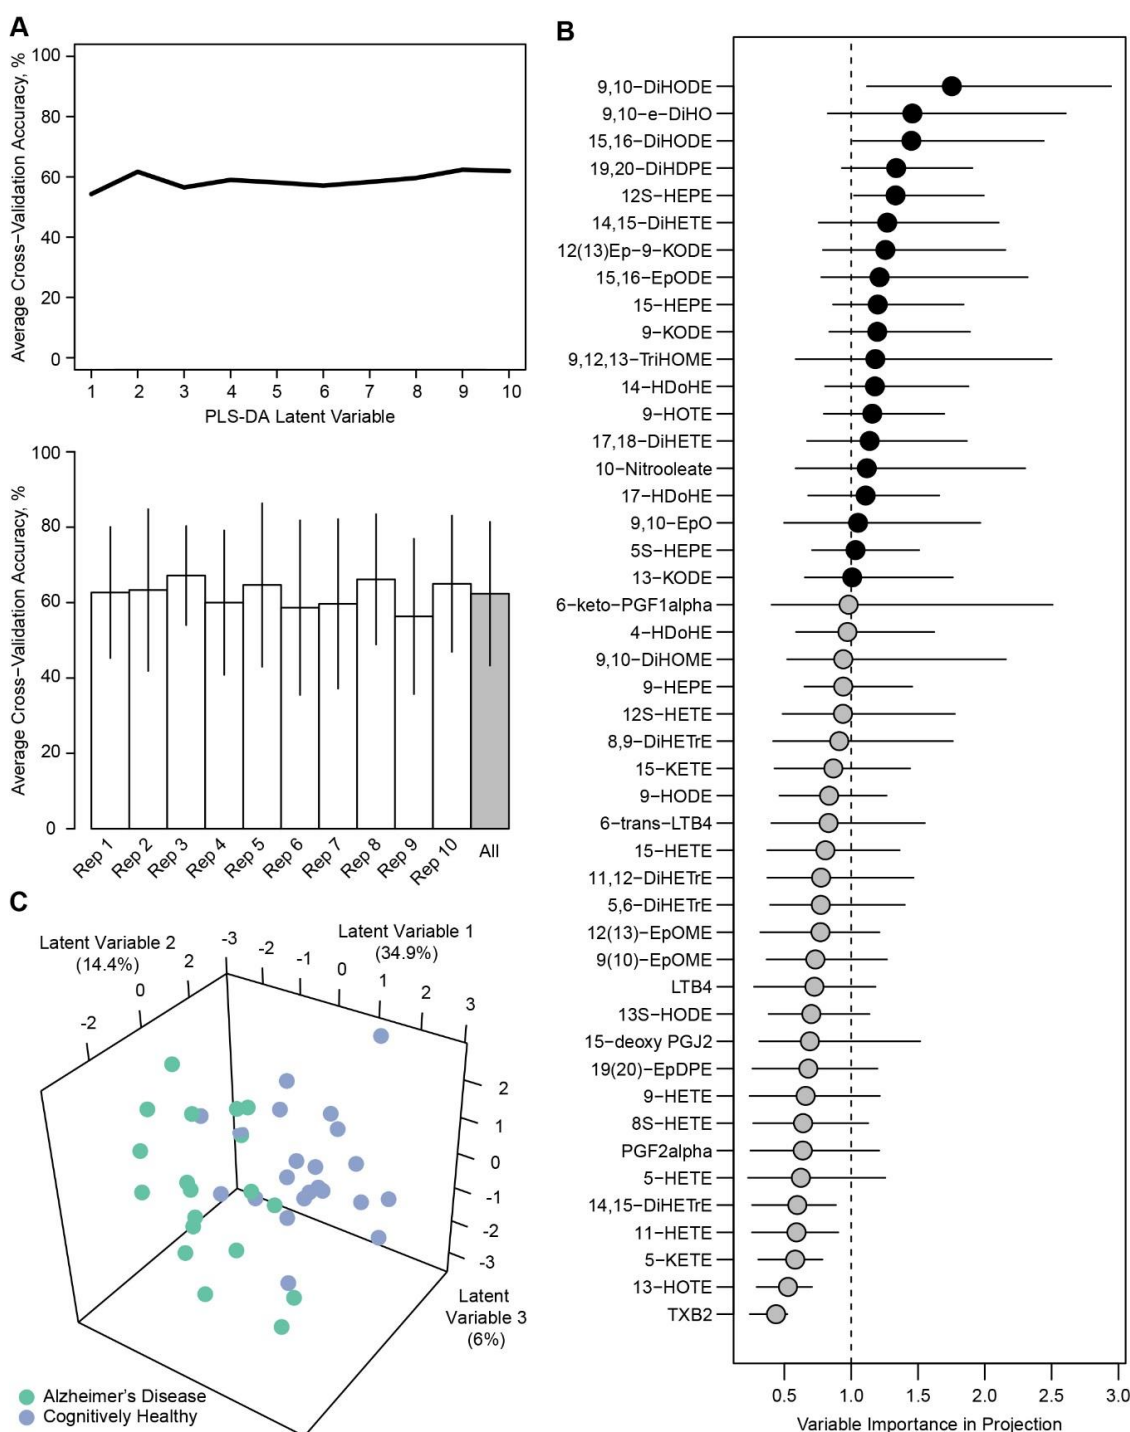 A
Average Cross−Validation Accuracy, %
100
80
60
40
20
0
1 2 3 4 5 6 7 8 9 10
PLS-DA Latent Variable
Average Cross−Validation Accuracy, %
100
80
60
40
20
0
Rep 1 Rep 2 Rep 3 Rep 4 Rep 5 Rep 6 Rep 7 Rep 8 Rep 9 Rep 10 All
B
9,10−DiHODE
9,10−e−DiHO
15,16−DiHODE
19,20−DiHDPE
12S−HEPE
14,15−DiHETE
12(13)Ep−9−KODE
15,16−EpODE
15−HEPE
9−KODE
9,12,13−TriHOME
14−HDoHE
9−HOTE
17,18−DiHETE
10−Nitrooleate
17−HDoHE
9,10−EpO
5S−HEPE
13−KODE
6−keto−PGF1alpha
4−HDoHE
9,10−DiHOME
9−HEPE
12S−HETE
8,9−DiHETrE
15−KETE
9−HODE
6−trans−LTB4
15−HETE
11,12−DiHETrE
5,6−DiHETrE
12(13)−EpOME
9(10)−EpOME
LTB4
13S−HODE
15−deoxy PGJ2
19(20)−EpDPE
9−HETE
8S−HETE
PGF2alpha
5−HETE
14,15−DiHETrE
11−HETE
5−KETE
13−HOTE
TXB2
0.5 1.0 1.5 2.0 2.5 3.0
Variable Importance in Projection
C
Latent Variable 2
(14.4%)
-2 0 2
Latent Variable 1
(34.9%)
-3 -2 -1 0 1 2 3
2
1
0
-1
-2
-3
Latent
Variable 3
(6%)
Alzheimer's Disease
Cognitively Healthy